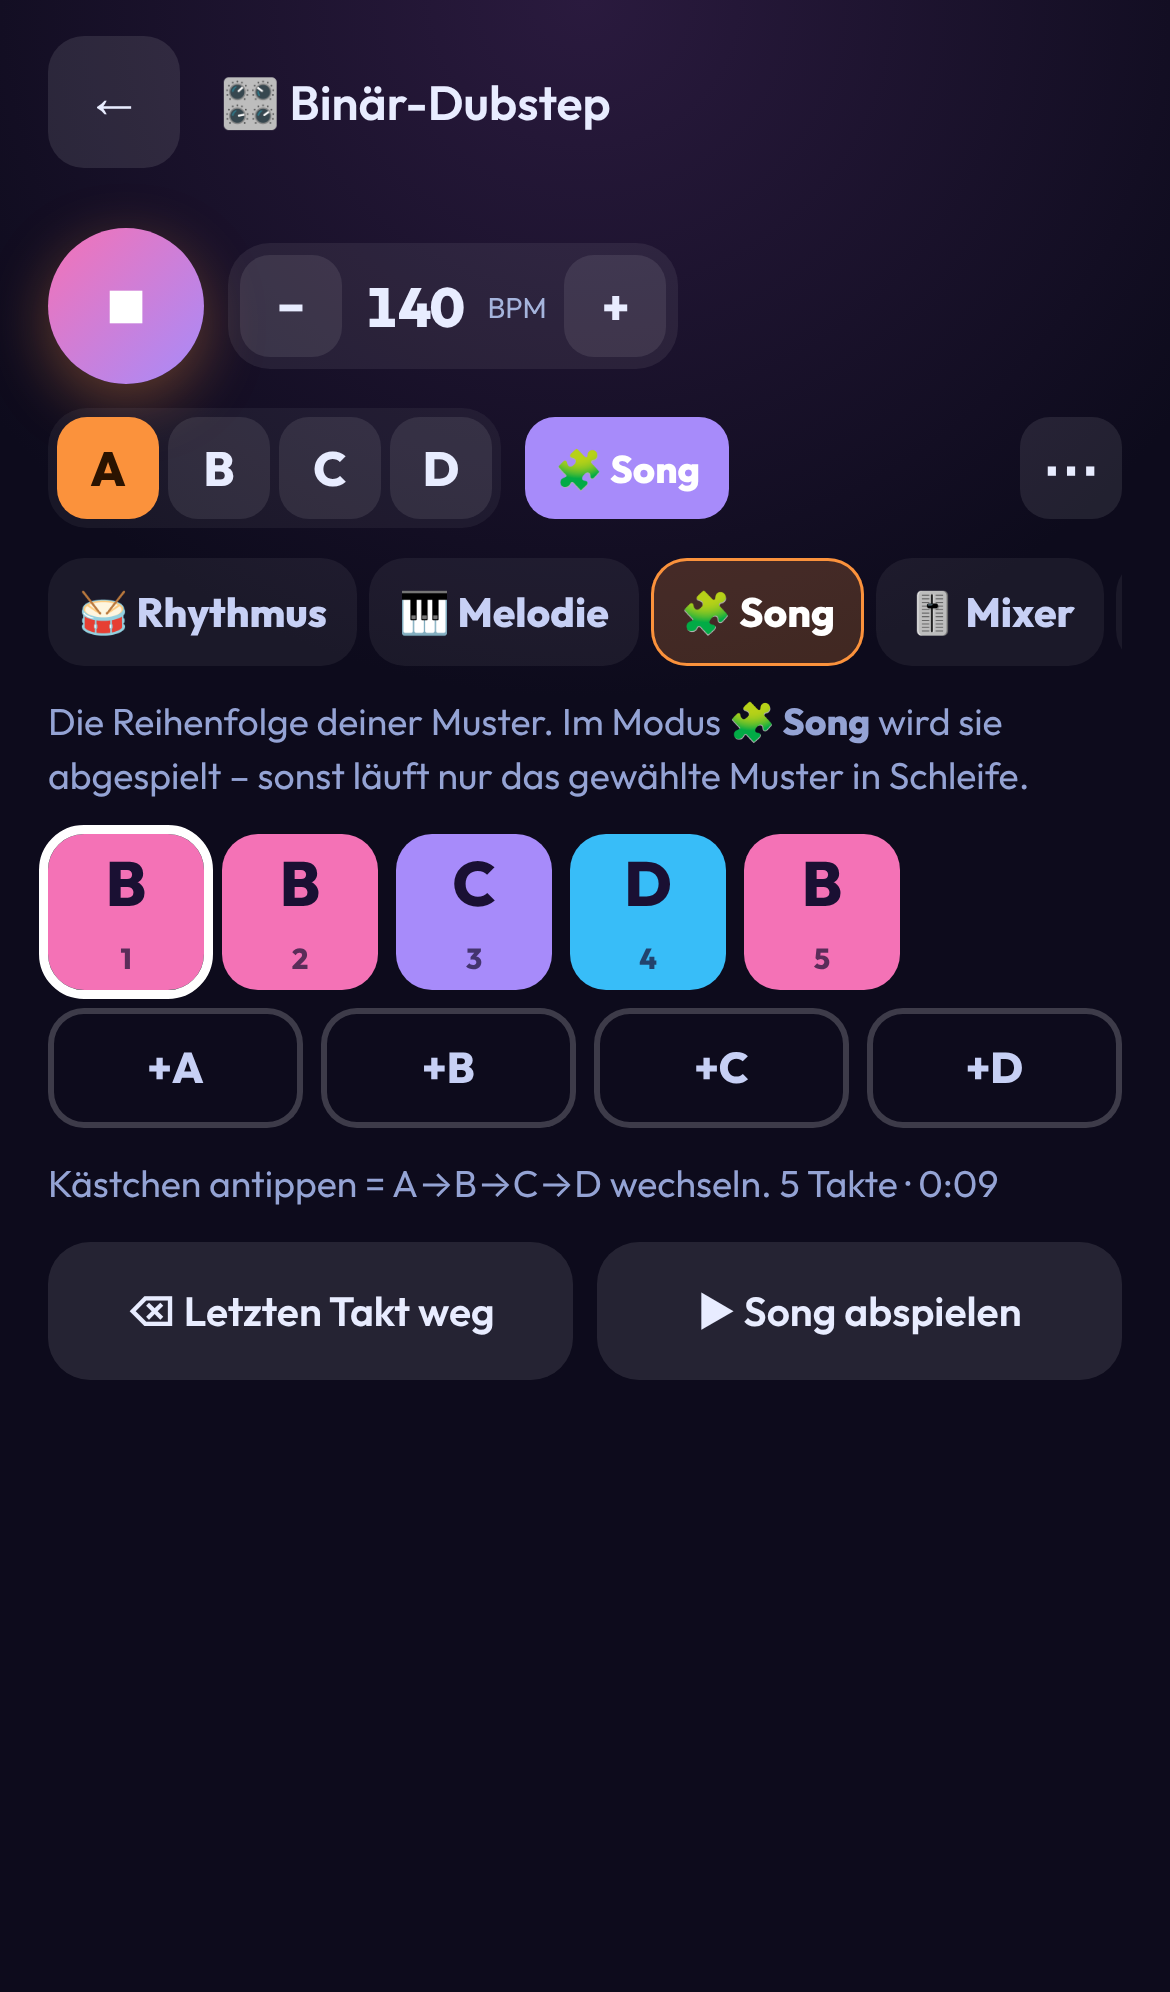 ← 🎛️ Binär-Dubstep
■ − 140 BPM +
A B C D 🧩 Song ...
🥁 Rhythmus 🎹 Melodie 🧩 Song 🎚️ Mixer
Die Reihenfolge deiner Muster. Im Modus 🧩 Song wird sie
abgespielt – sonst läuft nur das gewählte Muster in Schleife.
B B C D B
1 2 3 4 5
+A +B +C +D
Kästchen antippen = A→B→C→D wechseln. 5 Takte · 0:09
⌫ Letzten Takt weg ▶ Song abspielen